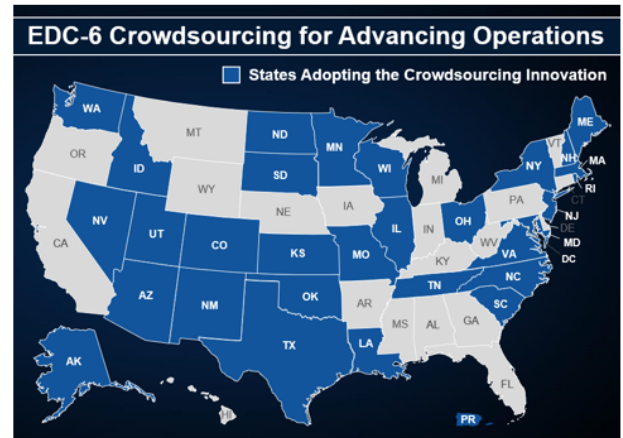 EDC-6 Crowdsourcing for Advancing Operations
States Adopting the Crowdsourcing Innovation
WA
MT
ND
MN
ME
OR
ID
SD
WI
MI
NY
VT
NH
MA
RI
CT
WY
NE
IA
PA
NJ
DE
MD
DC
NV
UT
CO
KS
MO
IL
IN
OH
WV
VA
KY
CA
AZ
NM
OK
AR
TN
NC
SC
TX
LA
MS
AL
GA
FL
AK
HI
PR